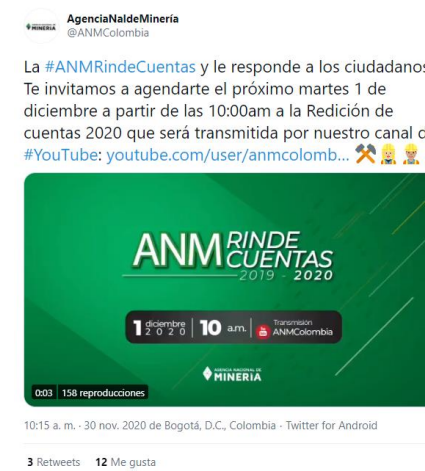 AgenciaNaldeMinería
@ANMColombia
La #ANMRindeCuentas y le responde a los ciudadanos
Te invitamos a agendarte el próximo martes 1 de
diciembre a partir de las 10:00am a la Redición de
cuentas 2020 que será transmitida por nuestro canal d
#YouTube: youtube.com/user/anmcolomb...
ANM RINDE
CUENTAS
2019 - 2020
1 diciembre 2020 | 10 a.m. | Transmisión ANMColombia
AGENCIA NACIONAL DE
MINERÍA
0:03 158 reproducciones
10:15 a. m. · 30 nov. 2020 de Bogotá, D.C., Colombia · Twitter for Android
3 Retweets 12 Me gusta